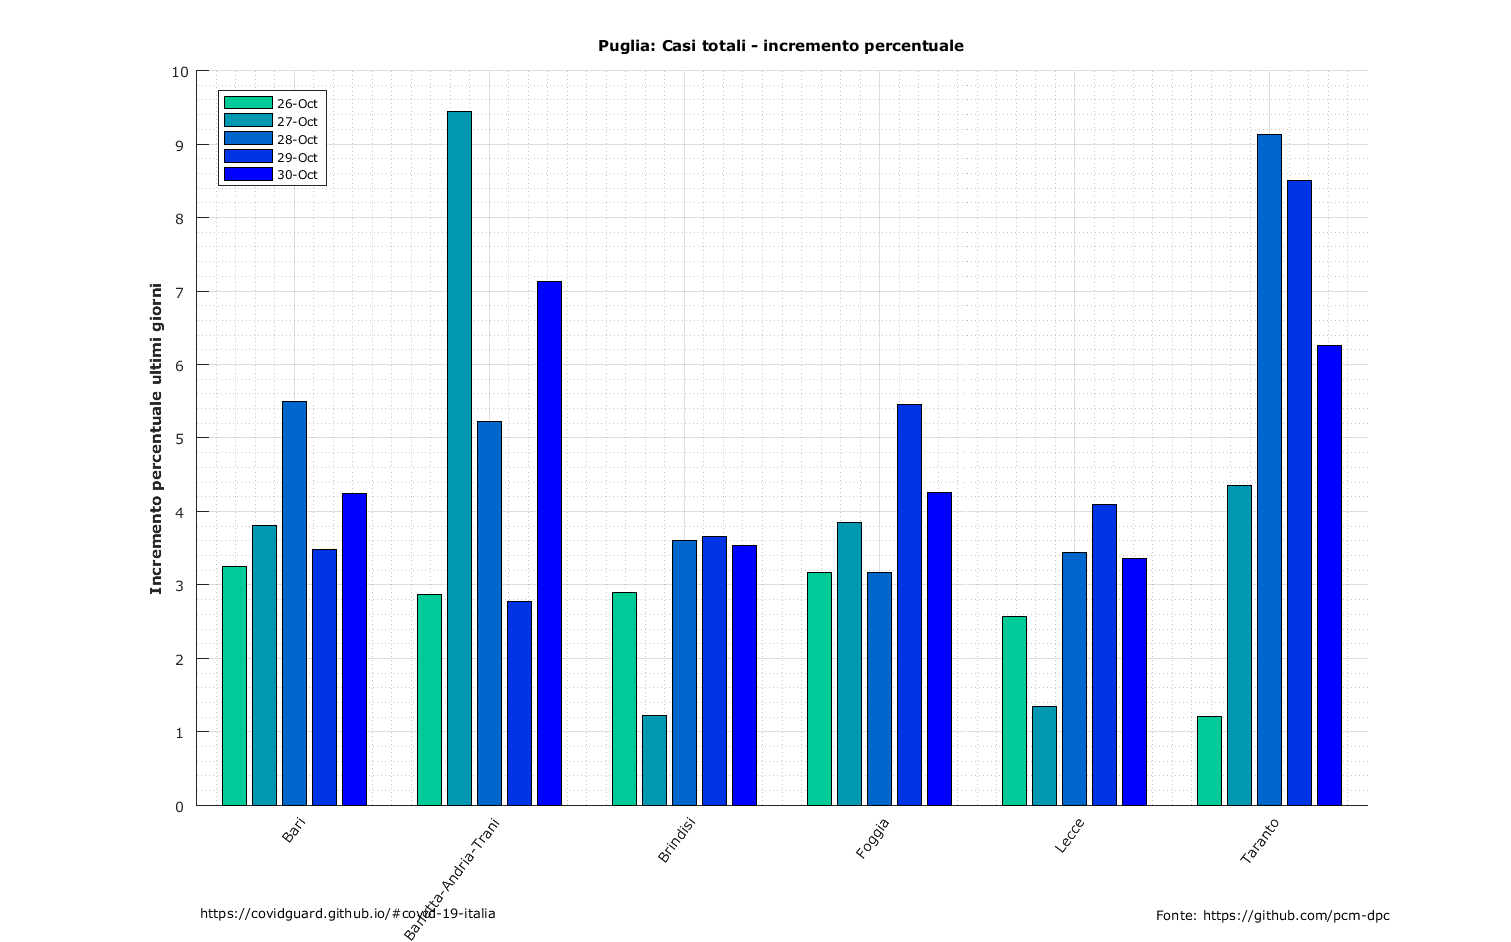 Puglia: Casi totali - incremento percentuale
Incremento percentuale ultimi giorni
10
9
8
7
6
5
4
3
2
1
0
26-Oct
27-Oct
28-Oct
29-Oct
30-Oct
Bari
Barletta-Andria-Trani
Brindisi
Foggia
Lecce
Taranto
https://covidguard.github.io/#covid-19-italia
Fonte: https://github.com/pcm-dpc